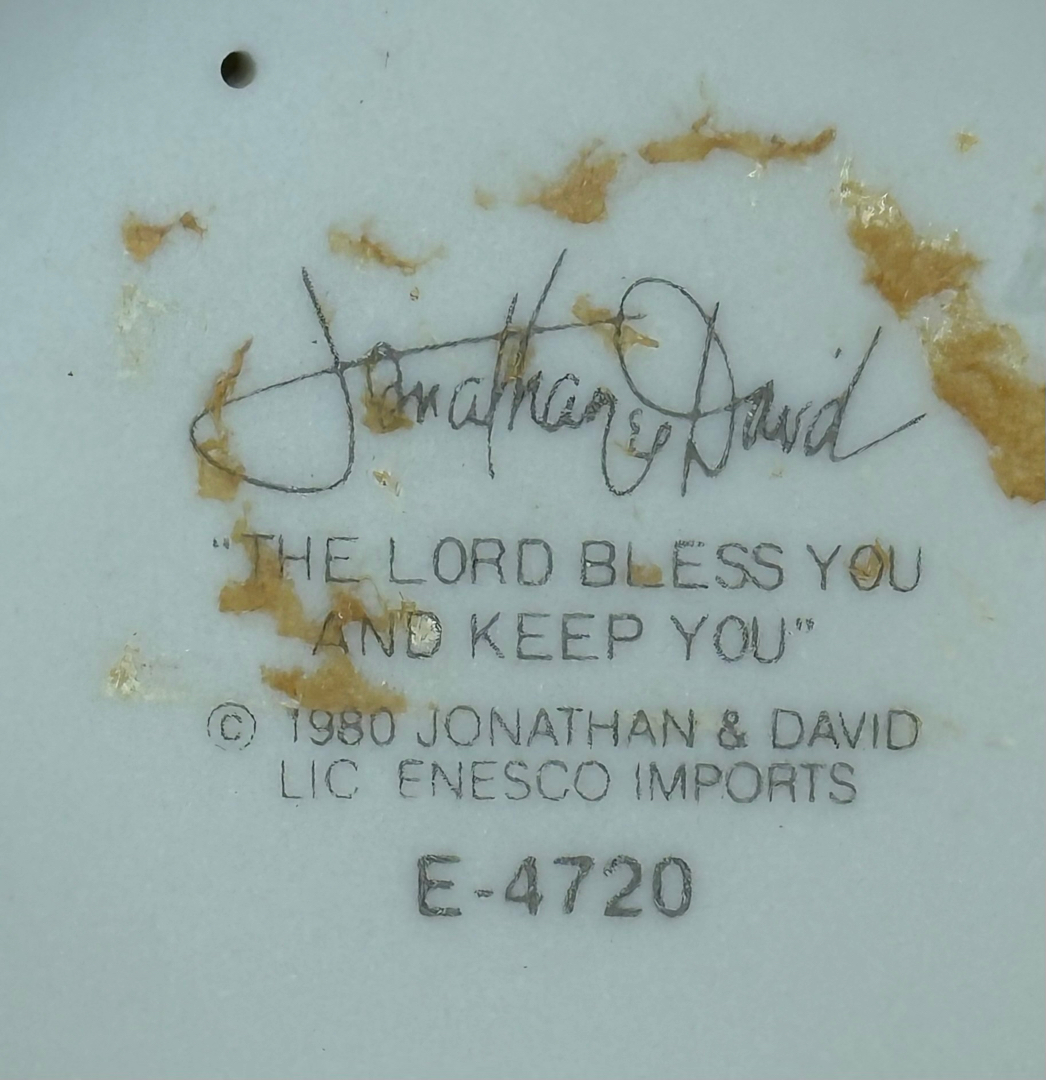 Jonathan & David
"THE LORD BLESS YOU
AND KEEP YOU"
© 1980 JONATHAN & DAVID
LIC ENESCO IMPORTS
E-4720